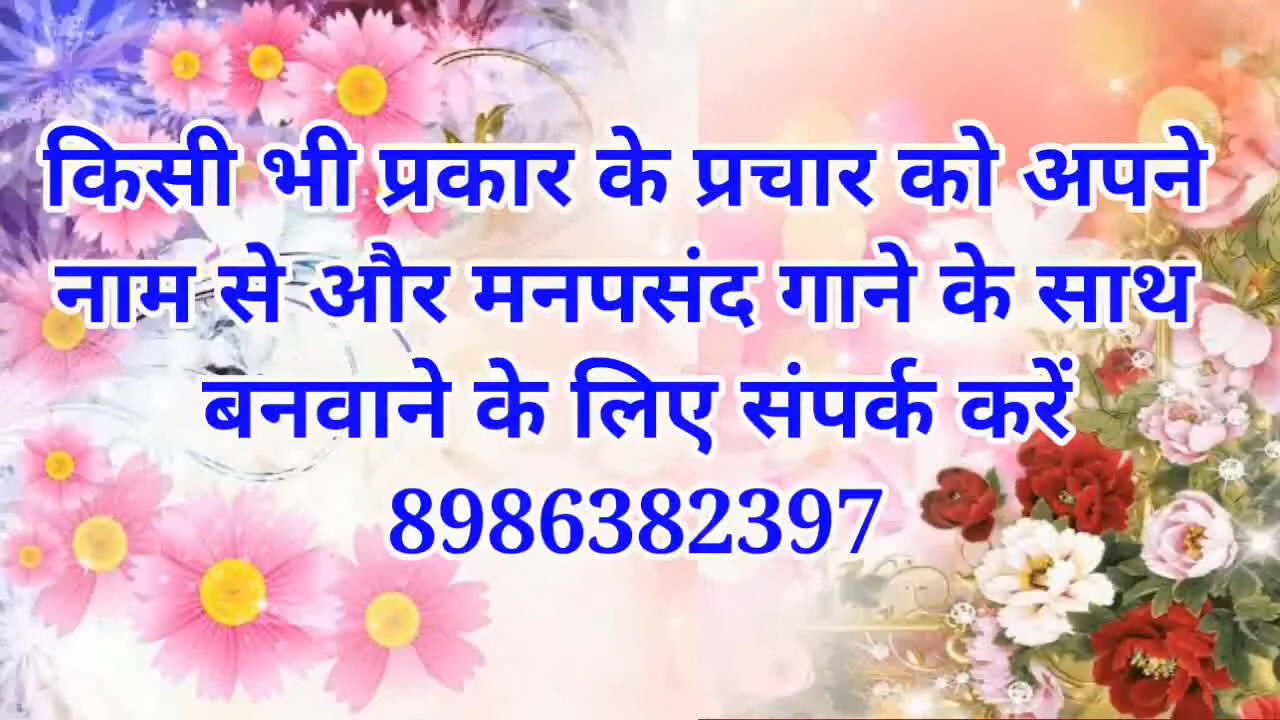 किसी भी प्रकार के प्रचार को अपने
नाम से और मनपसंद गाने के साथ
बनवाने के लिए संपर्क करें
8986382397